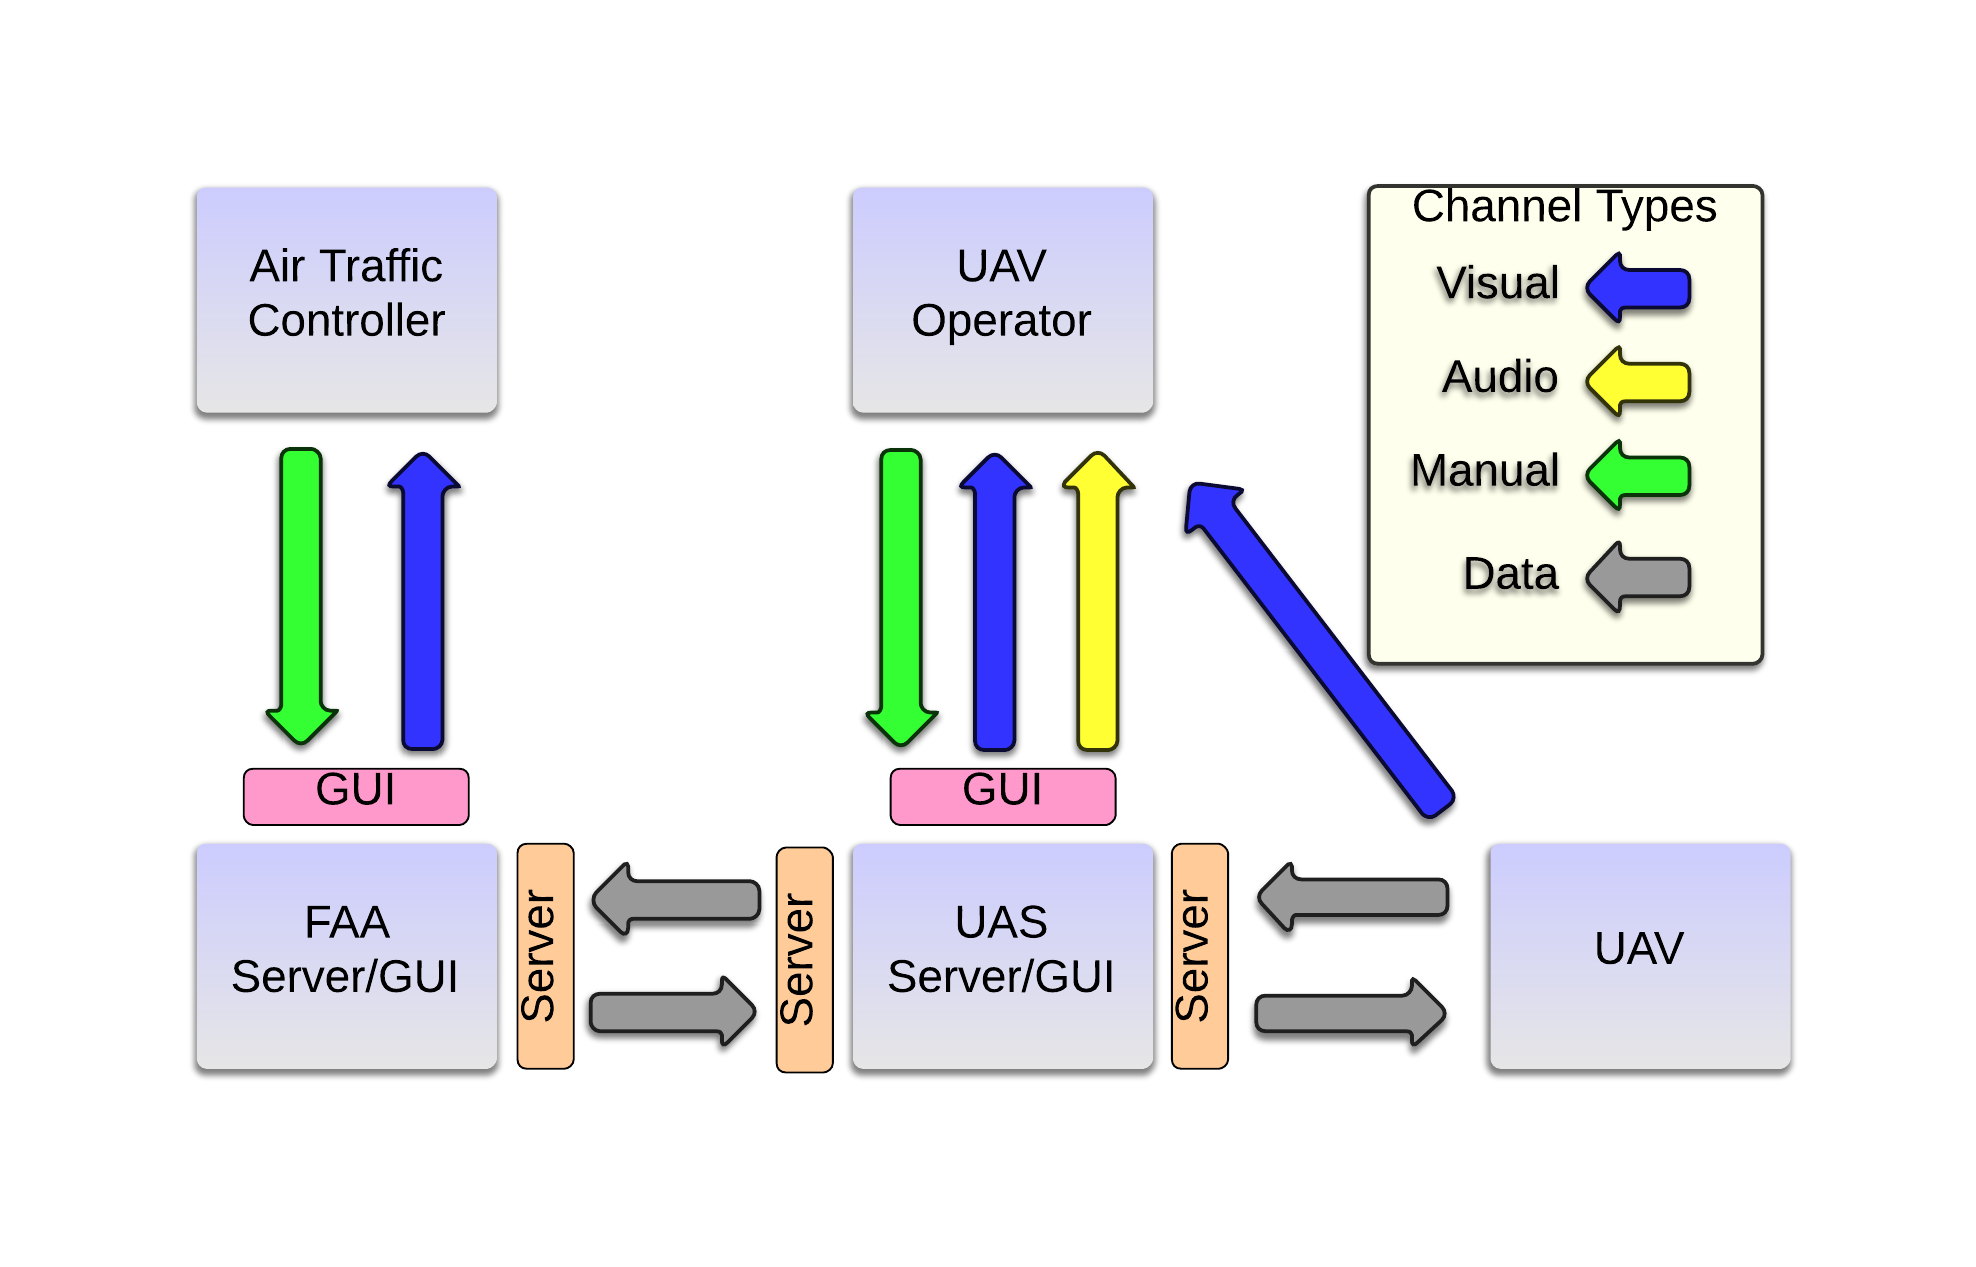 Air Traffic
Controller
UAV
Operator
Channel Types
Visual
Audio
Manual
Data
GUI
GUI
FAA
Server/GUI
Server
Server
UAS
Server/GUI
Server
UAV